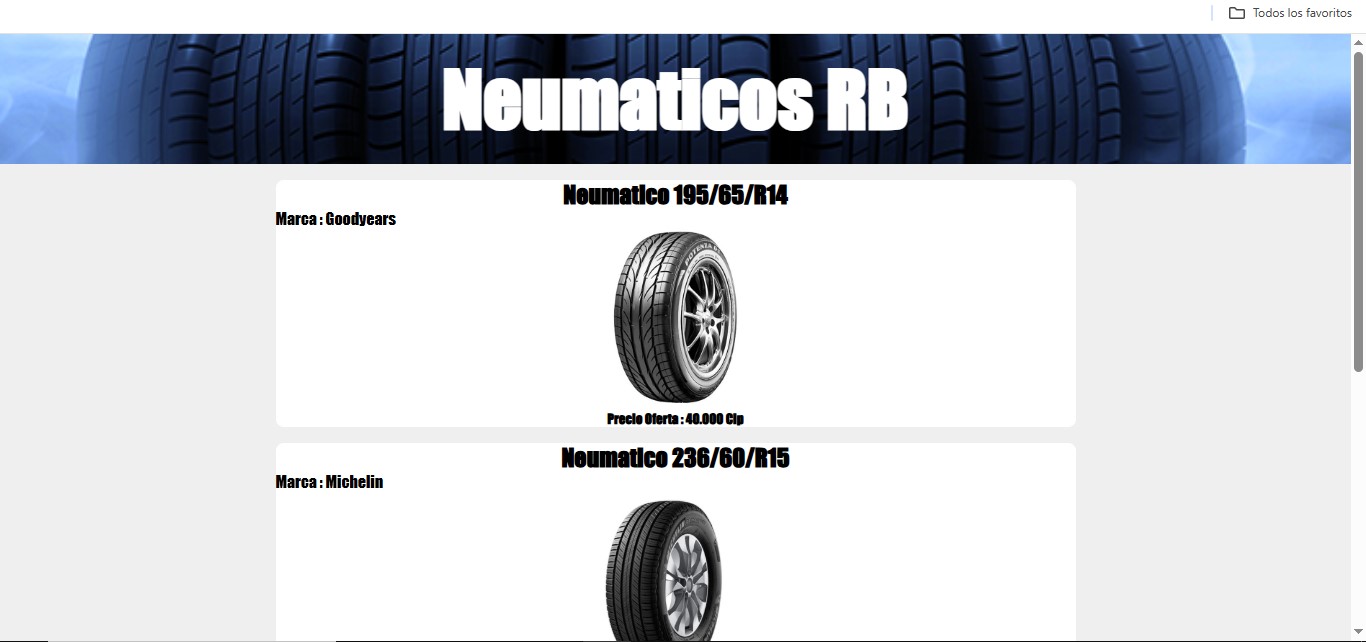 Todos los favoritos
Neumaticos RB
Neumatico 195/65/R14
Marca : Goodyears
POTENZA
Precio Oferta : 40.000 Clp
Neumatico 236/60/R15
Marca : Michelin